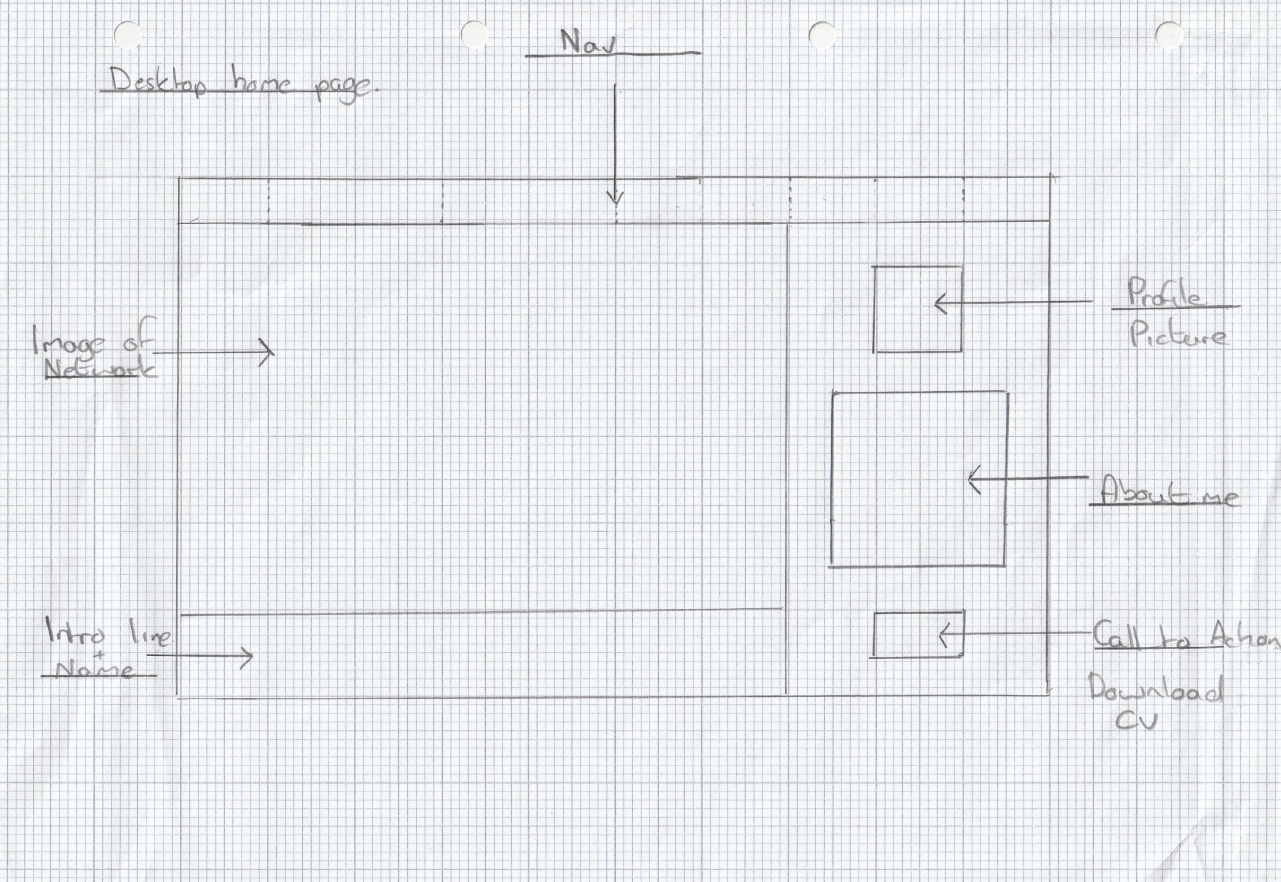 Nav
Desktop home page.
Profile
Picture
Image of
Network
About me
Intro line
+
Name
Call to Action
Download
CV